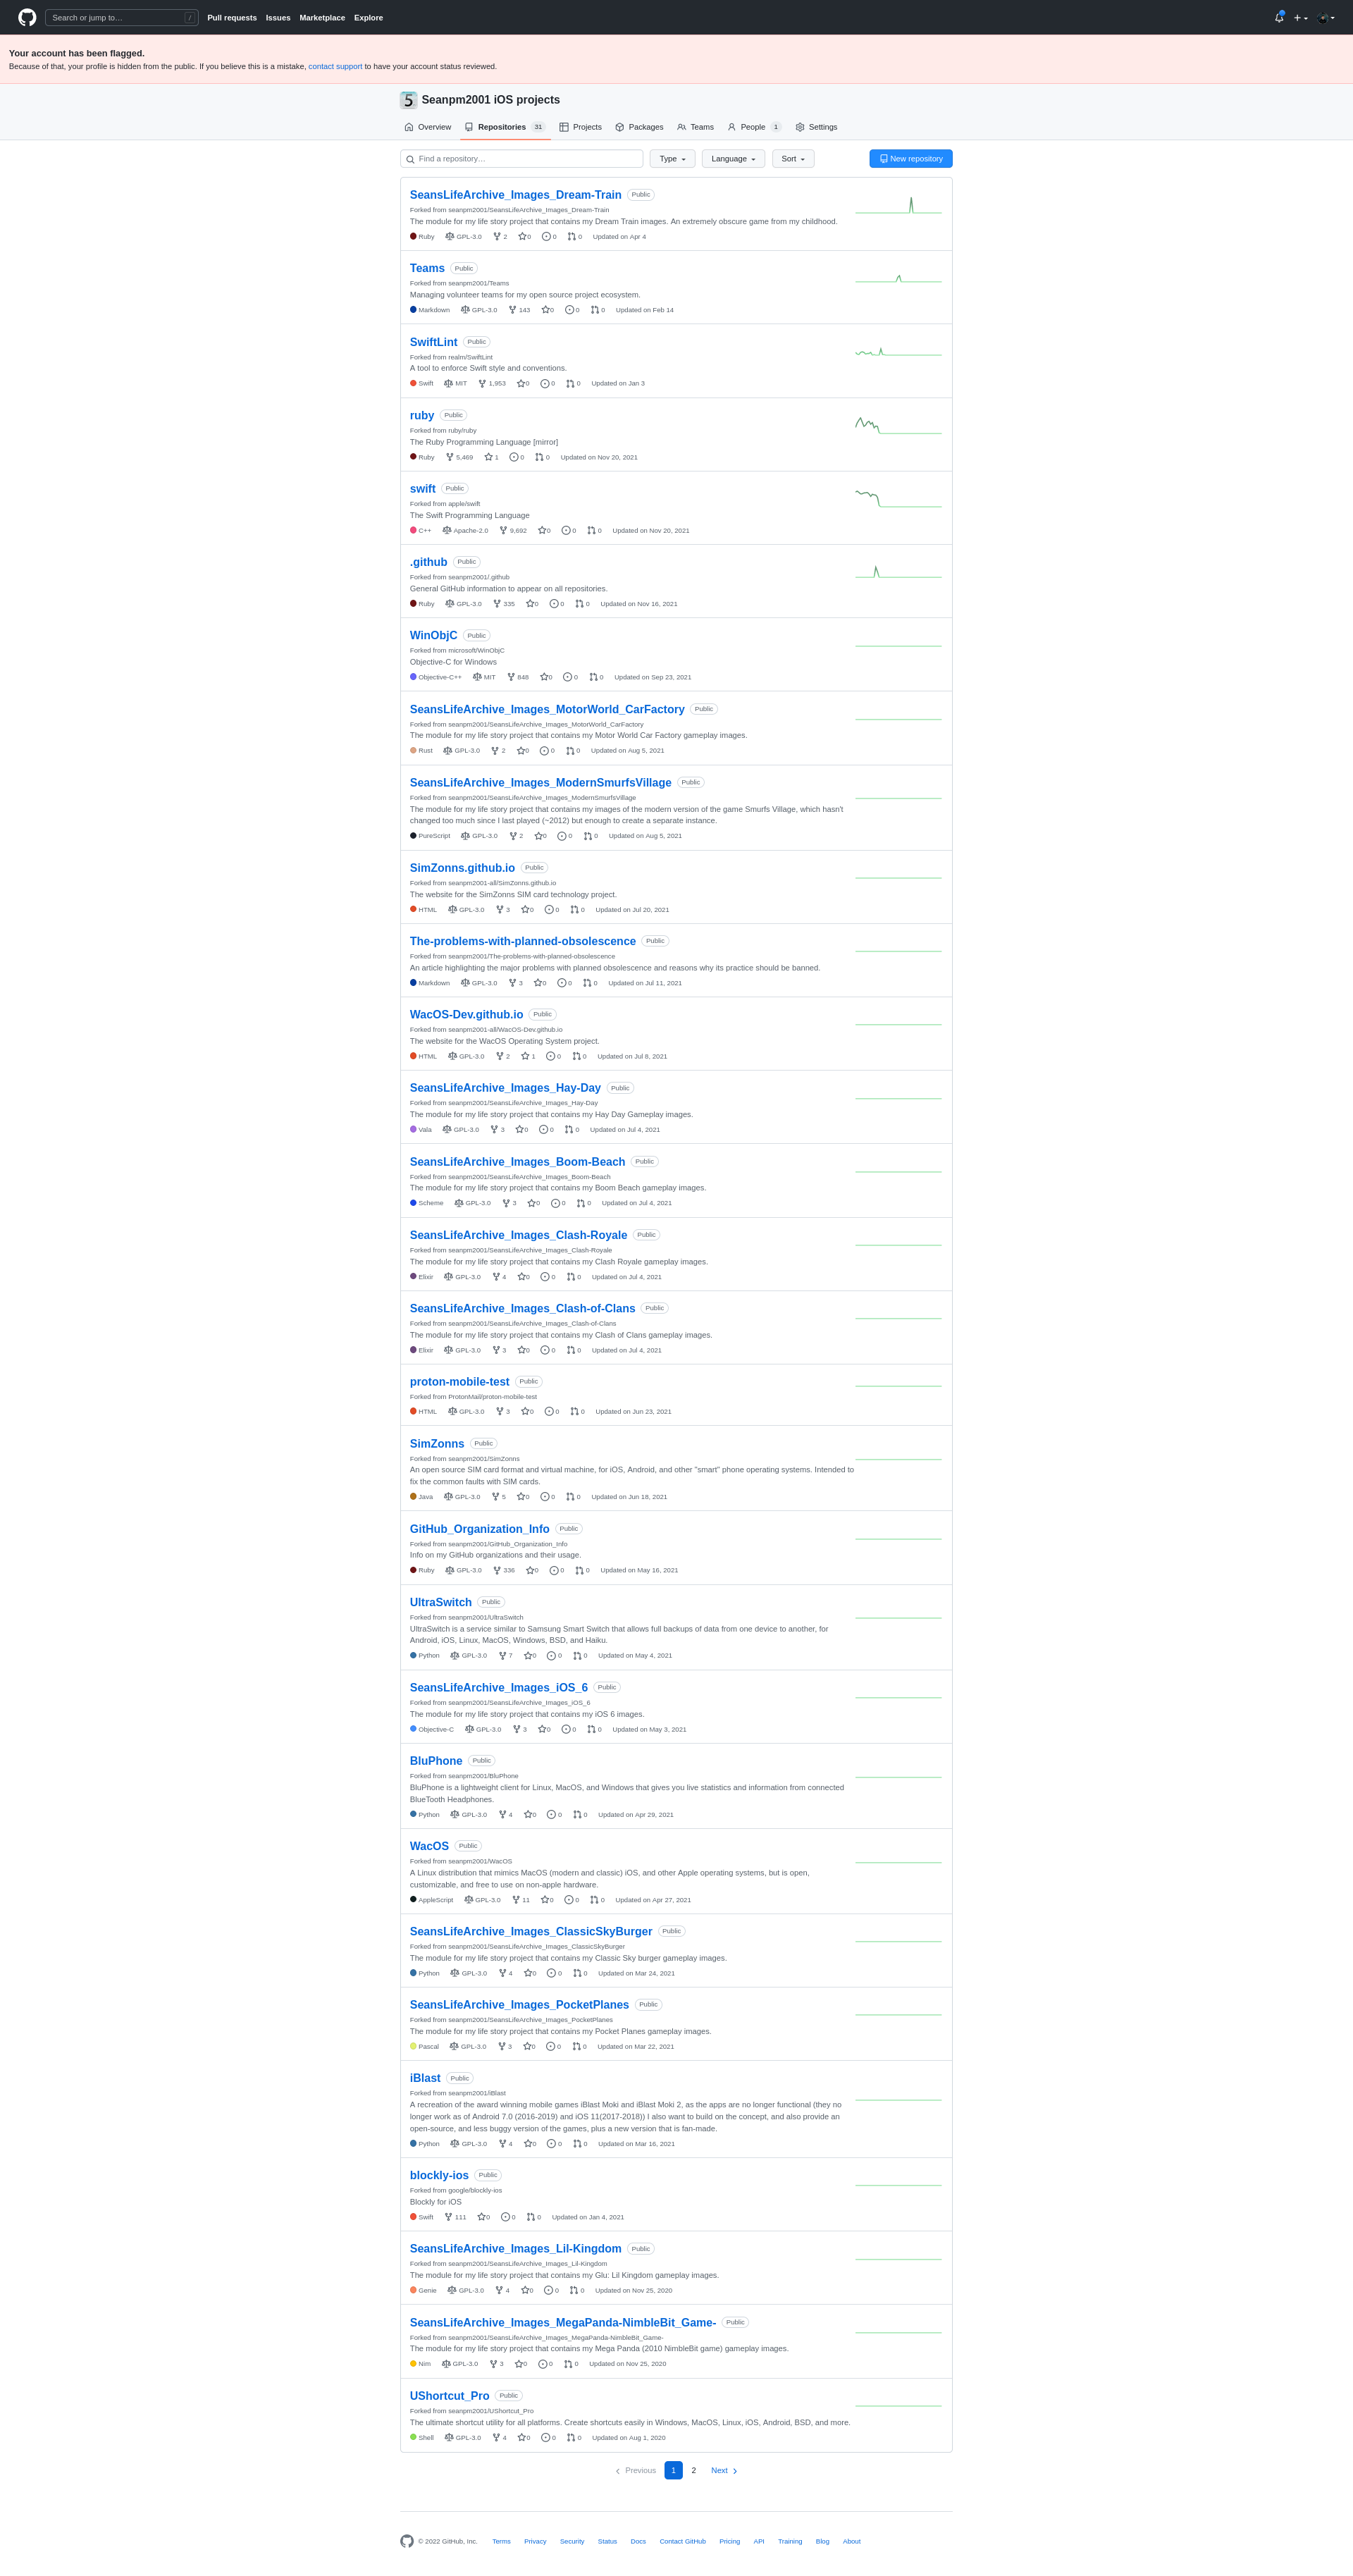 Search or jump to… /
Pull requests Issues Marketplace Explore
Your account has been flagged.
Because of that, your profile is hidden from the public. If you believe this is a mistake, contact support to have your account status reviewed.
5 Seanpm2001 iOS projects
Overview Repositories 31 Projects Packages Teams People 1 Settings
Find a repository… Type Language Sort New repository
SeansLifeArchive_Images_Dream-Train Public
Forked from seanpm2001/SeansLifeArchive_Images_Dream-Train
The module for my life story project that contains my Dream Train images. An extremely obscure game from my childhood.
Ruby GPL-3.0 2 0 0 0 Updated on Apr 4
Teams Public
Forked from seanpm2001/Teams
Managing volunteer teams for my open source project ecosystem.
Markdown GPL-3.0 143 0 0 0 Updated on Feb 14
SwiftLint Public
Forked from realm/SwiftLint
A tool to enforce Swift style and conventions.
Swift MIT 1,953 0 0 0 Updated on Jan 3
ruby Public
Forked from ruby/ruby
The Ruby Programming Language [mirror]
Ruby 5,469 1 0 0 Updated on Nov 20, 2021
swift Public
Forked from apple/swift
The Swift Programming Language
C++ Apache-2.0 9,692 0 0 0 Updated on Nov 20, 2021
.github Public
Forked from seanpm2001/.github
General GitHub information to appear on all repositories.
Ruby GPL-3.0 335 0 0 0 Updated on Nov 16, 2021
WinObjC Public
Forked from microsoft/WinObjC
Objective-C for Windows
Objective-C++ MIT 848 0 0 0 Updated on Sep 23, 2021
SeansLifeArchive_Images_MotorWorld_CarFactory Public
Forked from seanpm2001/SeansLifeArchive_Images_MotorWorld_CarFactory
The module for my life story project that contains my Motor World Car Factory gameplay images.
Rust GPL-3.0 2 0 0 0 Updated on Aug 5, 2021
SeansLifeArchive_Images_ModernSmurfsVillage Public
Forked from seanpm2001/SeansLifeArchive_Images_ModernSmurfsVillage
The module for my life story project that contains my images of the modern version of the game Smurfs Village, which hasn't
changed too much since I last played (~2012) but enough to create a separate instance.
PureScript GPL-3.0 2 0 0 0 Updated on Aug 5, 2021
SimZonns.github.io Public
Forked from seanpm2001-all/SimZonns.github.io
The website for the SimZonns SIM card technology project.
HTML GPL-3.0 3 0 0 0 Updated on Jul 20, 2021
The-problems-with-planned-obsolescence Public
Forked from seanpm2001/The-problems-with-planned-obsolescence
An article highlighting the major problems with planned obsolescence and reasons why its practice should be banned.
Markdown GPL-3.0 3 0 0 0 Updated on Jul 11, 2021
WacOS-Dev.github.io Public
Forked from seanpm2001-all/WacOS-Dev.github.io
The website for the WacOS Operating System project.
HTML GPL-3.0 2 1 0 0 Updated on Jul 8, 2021
SeansLifeArchive_Images_Hay-Day Public
Forked from seanpm2001/SeansLifeArchive_Images_Hay-Day
The module for my life story project that contains my Hay Day Gameplay images.
Vala GPL-3.0 3 0 0 0 Updated on Jul 4, 2021
SeansLifeArchive_Images_Boom-Beach Public
Forked from seanpm2001/SeansLifeArchive_Images_Boom-Beach
The module for my life story project that contains my Boom Beach gameplay images.
Scheme GPL-3.0 3 0 0 0 Updated on Jul 4, 2021
SeansLifeArchive_Images_Clash-Royale Public
Forked from seanpm2001/SeansLifeArchive_Images_Clash-Royale
The module for my life story project that contains my Clash Royale gameplay images.
Elixir GPL-3.0 4 0 0 0 Updated on Jul 4, 2021
SeansLifeArchive_Images_Clash-of-Clans Public
Forked from seanpm2001/SeansLifeArchive_Images_Clash-of-Clans
The module for my life story project that contains my Clash of Clans gameplay images.
Elixir GPL-3.0 3 0 0 0 Updated on Jul 4, 2021
proton-mobile-test Public
Forked from ProtonMail/proton-mobile-test
HTML GPL-3.0 3 0 0 0 Updated on Jun 23, 2021
SimZonns Public
Forked from seanpm2001/SimZonns
An open source SIM card format and virtual machine, for iOS, Android, and other "smart" phone operating systems. Intended to
fix the common faults with SIM cards.
Java GPL-3.0 5 0 0 0 Updated on Jun 18, 2021
GitHub_Organization_Info Public
Forked from seanpm2001/GitHub_Organization_Info
Info on my GitHub organizations and their usage.
Ruby GPL-3.0 336 0 0 0 Updated on May 16, 2021
UltraSwitch Public
Forked from seanpm2001/UltraSwitch
UltraSwitch is a service similar to Samsung Smart Switch that allows full backups of data from one device to another, for
Android, iOS, Linux, MacOS, Windows, BSD, and Haiku.
Python GPL-3.0 7 0 0 0 Updated on May 4, 2021
SeansLifeArchive_Images_iOS_6 Public
Forked from seanpm2001/SeansLifeArchive_Images_iOS_6
The module for my life story project that contains my iOS 6 images.
Objective-C GPL-3.0 3 0 0 0 Updated on May 3, 2021
BluPhone Public
Forked from seanpm2001/BluPhone
BluPhone is a lightweight client for Linux, MacOS, and Windows that gives you live statistics and information from connected
BlueTooth Headphones.
Python GPL-3.0 4 0 0 0 Updated on Apr 29, 2021
WacOS Public
Forked from seanpm2001/WacOS
A Linux distribution that mimics MacOS (modern and classic) iOS, and other Apple operating systems, but is open,
customizable, and free to use on non-apple hardware.
AppleScript GPL-3.0 11 0 0 0 Updated on Apr 27, 2021
SeansLifeArchive_Images_ClassicSkyBurger Public
Forked from seanpm2001/SeansLifeArchive_Images_ClassicSkyBurger
The module for my life story project that contains my Classic Sky burger gameplay images.
Python GPL-3.0 4 0 0 0 Updated on Mar 24, 2021
SeansLifeArchive_Images_PocketPlanes Public
Forked from seanpm2001/SeansLifeArchive_Images_PocketPlanes
The module for my life story project that contains my Pocket Planes gameplay images.
Pascal GPL-3.0 3 0 0 0 Updated on Mar 22, 2021
iBlast Public
Forked from seanpm2001/iBlast
A recreation of the award winning mobile games iBlast Moki and iBlast Moki 2, as the apps are no longer functional (they no
longer work as of Android 7.0 (2016-2019) and iOS 11(2017-2018)) I also want to build on the concept, and also provide an
open-source, and less buggy version of the games, plus a new version that is fan-made.
Python GPL-3.0 4 0 0 0 Updated on Mar 16, 2021
blockly-ios Public
Forked from google/blockly-ios
Blockly for iOS
Swift 111 0 0 0 Updated on Jan 4, 2021
SeansLifeArchive_Images_Lil-Kingdom Public
Forked from seanpm2001/SeansLifeArchive_Images_Lil-Kingdom
The module for my life story project that contains my Glu: Lil Kingdom gameplay images.
Genie GPL-3.0 4 0 0 0 Updated on Nov 25, 2020
SeansLifeArchive_Images_MegaPanda-NimbleBit_Game- Public
Forked from seanpm2001/SeansLifeArchive_Images_MegaPanda-NimbleBit_Game-
The module for my life story project that contains my Mega Panda (2010 NimbleBit game) gameplay images.
Nim GPL-3.0 3 0 0 0 Updated on Nov 25, 2020
UShortcut_Pro Public
Forked from seanpm2001/UShortcut_Pro
The ultimate shortcut utility for all platforms. Create shortcuts easily in Windows, MacOS, Linux, iOS, Android, BSD, and more.
Shell GPL-3.0 4 0 0 0 Updated on Aug 1, 2020
Previous 1 2 Next
© 2022 GitHub, Inc. Terms Privacy Security Status Docs Contact GitHub Pricing API Training Blog About